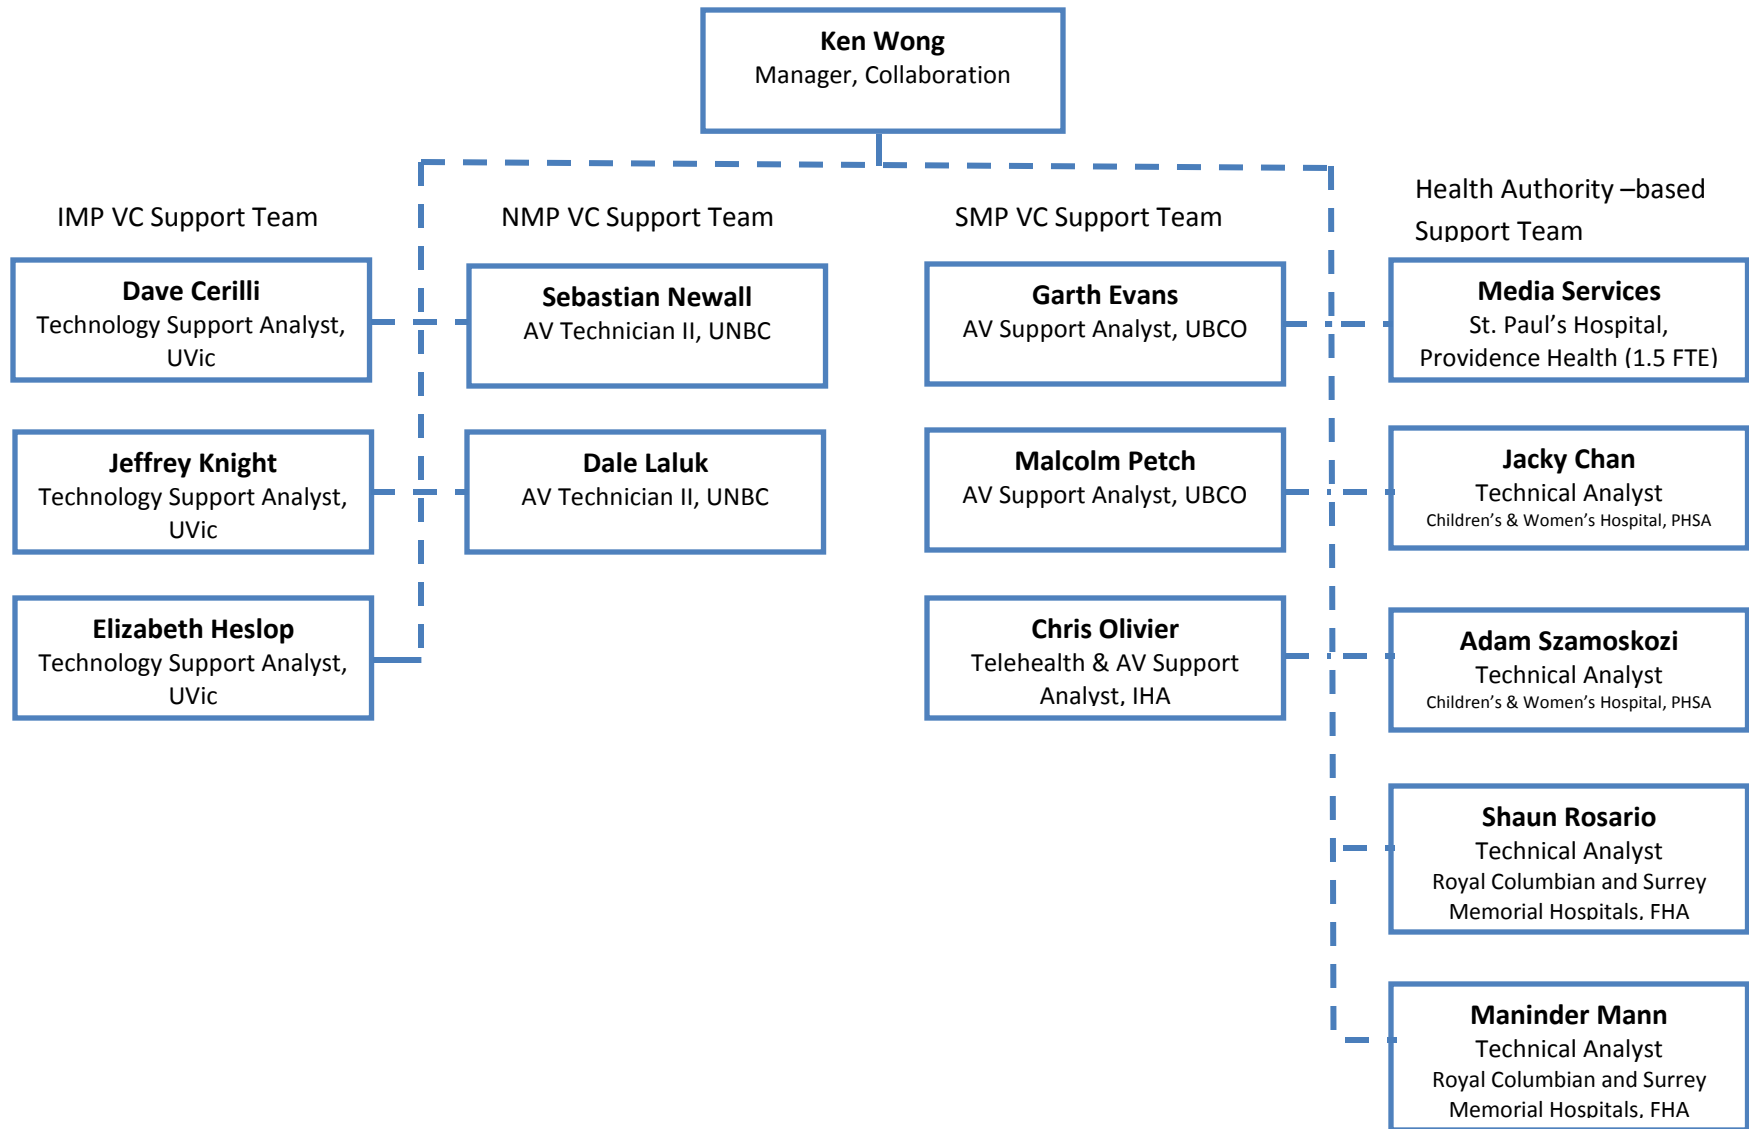 Ken Wong
Manager, Collaboration
IMP VC Support Team
Dave Cerilli
Technology Support Analyst,
UVic
Jeffrey Knight
Technology Support Analyst,
UVic
Elizabeth Heslop
Technology Support Analyst,
UVic
NMP VC Support Team
Sebastian Newall
AV Technician II, UNBC
Dale Laluk
AV Technician II, UNBC
SMP VC Support Team
Garth Evans
AV Support Analyst, UBCO
Malcolm Petch
AV Support Analyst, UBCO
Chris Olivier
Telehealth & AV Support
Analyst, IHA
Health Authority –based
Support Team
Media Services
St. Paul’s Hospital,
Providence Health (1.5 FTE)
Jacky Chan
Technical Analyst
Children’s & Women’s Hospital, PHSA
Adam Szamoskozi
Technical Analyst
Children’s & Women’s Hospital, PHSA
Shaun Rosario
Technical Analyst
Royal Columbian and Surrey
Memorial Hospitals, FHA
Maninder Mann
Technical Analyst
Royal Columbian and Surrey
Memorial Hospitals, FHA